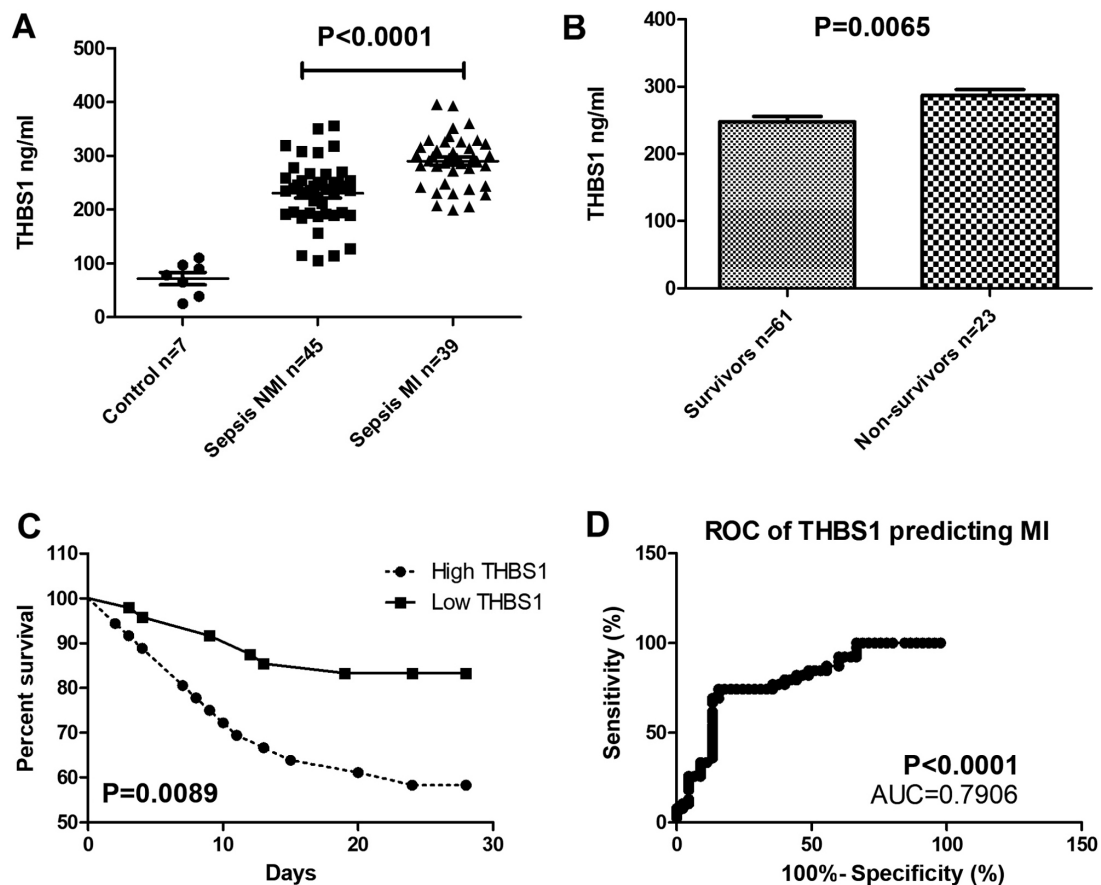 A
P<0.0001
500
400
300
200
100
0
THBS1 ng/ml
Control n=7
Sepsis NMI n=45
Sepsis MI n=39
B
P=0.0065
400
300
200
100
0
THBS1 ng/ml
Survivors n=61
Non-survivors n=23
C
110
100
90
80
70
60
50
Percent survival
High THBS1
Low THBS1
P=0.0089
0
10
20
30
Days
D
ROC of THBS1 predicting MI
150
100
50
0
Sensitivity (%)
P<0.0001
AUC=0.7906
0
50
100
150
100%- Specificity (%)